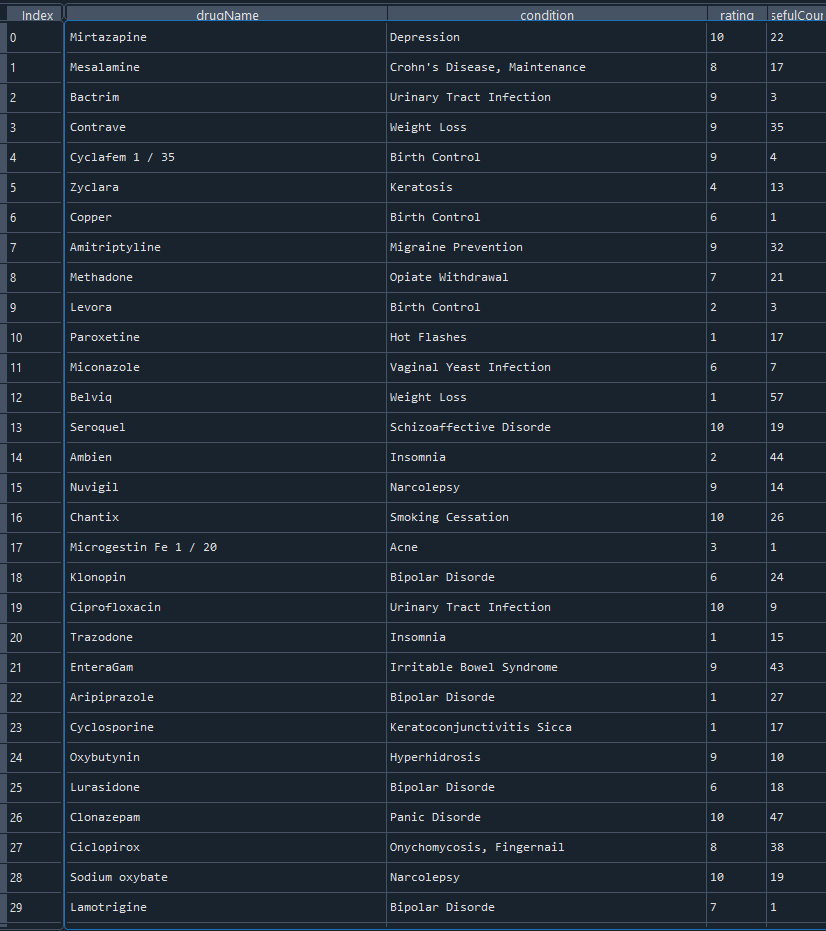 Index drugName condition rating sefulCour
0 Mirtazapine Depression 10 22
1 Mesalamine Crohn's Disease, Maintenance 8 17
2 Bactrim Urinary Tract Infection 9 3
3 Contrave Weight Loss 9 35
4 Cyclafem 1 / 35 Birth Control 9 4
5 Zyclara Keratosis 4 13
6 Copper Birth Control 6 1
7 Amitriptyline Migraine Prevention 9 32
8 Methadone Opiate Withdrawal 7 21
9 Levora Birth Control 2 3
10 Paroxetine Hot Flashes 1 17
11 Miconazole Vaginal Yeast Infection 6 7
12 Belviq Weight Loss 1 57
13 Seroquel Schizoaffective Disorde 10 19
14 Ambien Insomnia 2 44
15 Nuvigil Narcolepsy 9 14
16 Chantix Smoking Cessation 10 26
17 Microgestin Fe 1 / 20 Acne 3 1
18 Klonopin Bipolar Disorde 6 24
19 Ciprofloxacin Urinary Tract Infection 10 9
20 Trazodone Insomnia 1 15
21 EnteraGam Irritable Bowel Syndrome 9 43
22 Aripiprazole Bipolar Disorde 1 27
23 Cyclosporine Keratoconjunctivitis Sicca 1 17
24 Oxybutynin Hyperhidrosis 9 10
25 Lurasidone Bipolar Disorde 6 18
26 Clonazepam Panic Disorde 10 47
27 Ciclopirox Onychomycosis, Fingernail 8 38
28 Sodium oxybate Narcolepsy 10 19
29 Lamotrigine Bipolar Disorde 7 1